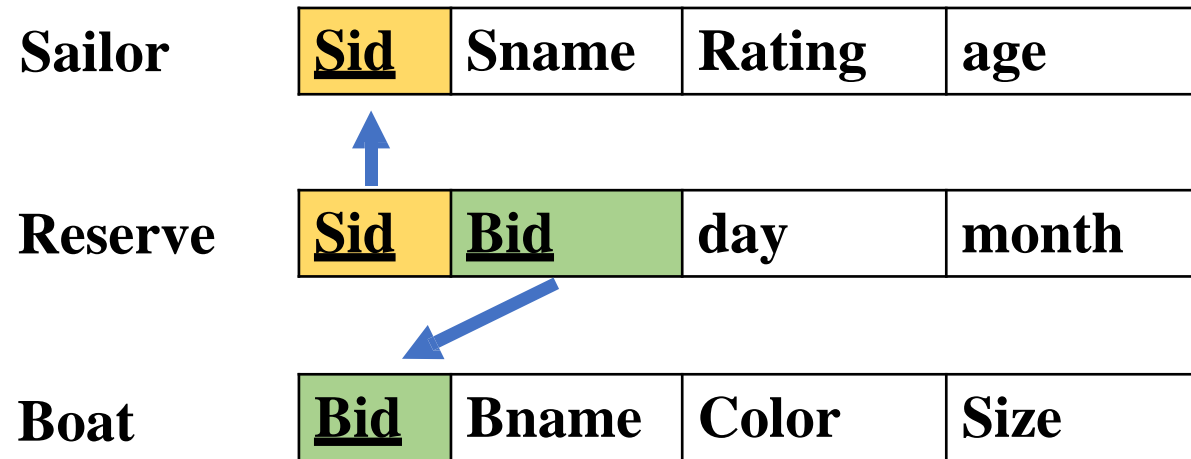 Sailor Sid Sname Rating age
Reserve Sid Bid day month
Boat Bid Bname Color Size